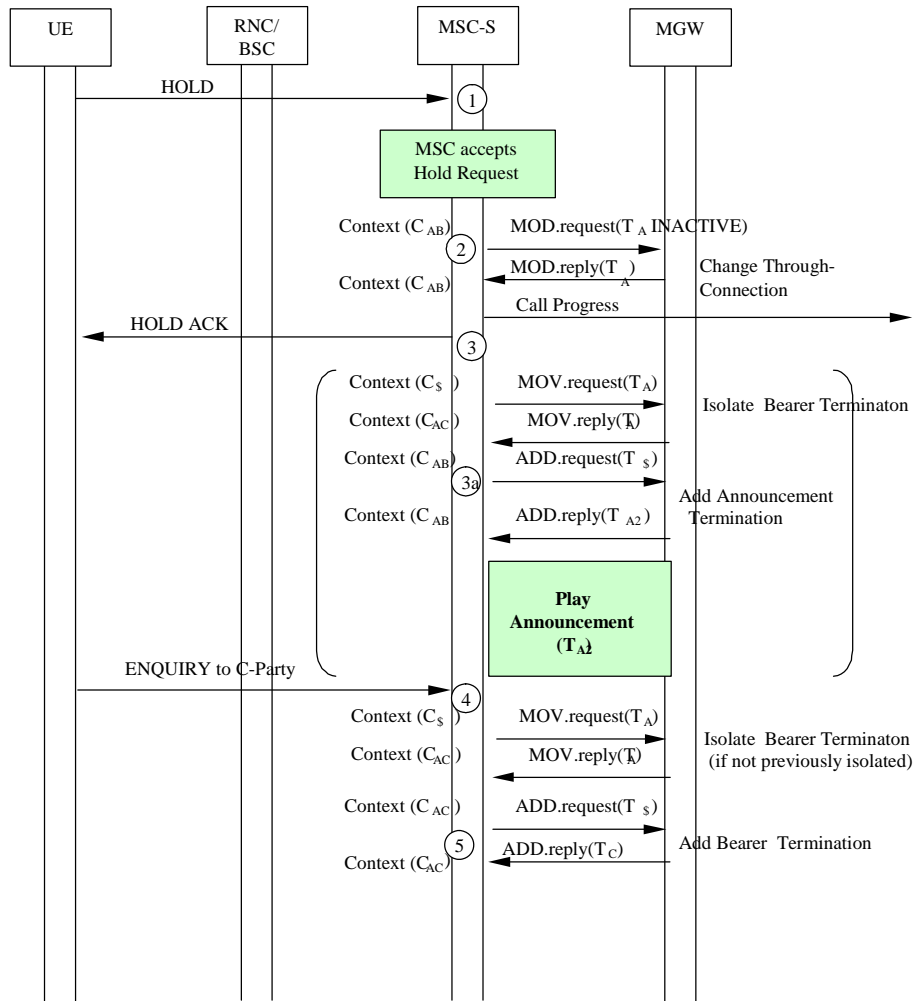 UE
RNC/
BSC
MSC-S
MGW
HOLD
1
MSC accepts
Hold Request
Context (C AB)
MOD.request(T A INACTIVE)
2
MOD.reply(T A)
Context (C AB)
Change Through-
Connection
Call Progress
HOLD ACK
3
Context (C $ )
MOV.request(T A)
Isolate Bearer Terminaton
Context (C AC)
MOV.reply(T A)
Context (C AB)
ADD.request(T $)
3a
Add Announcement
Termination
Context (C AB
ADD.reply(T A2)
Play
Announcement
(T A2)
ENQUIRY to C-Party
4
Context (C $ )
MOV.request(T A)
Isolate Bearer Terminaton
(if not previously isolated)
Context (C AC)
MOV.reply(T A)
Context (C AC)
ADD.request(T $)
5
Add Bearer Termination
Context (C AC)
ADD.reply(T C)